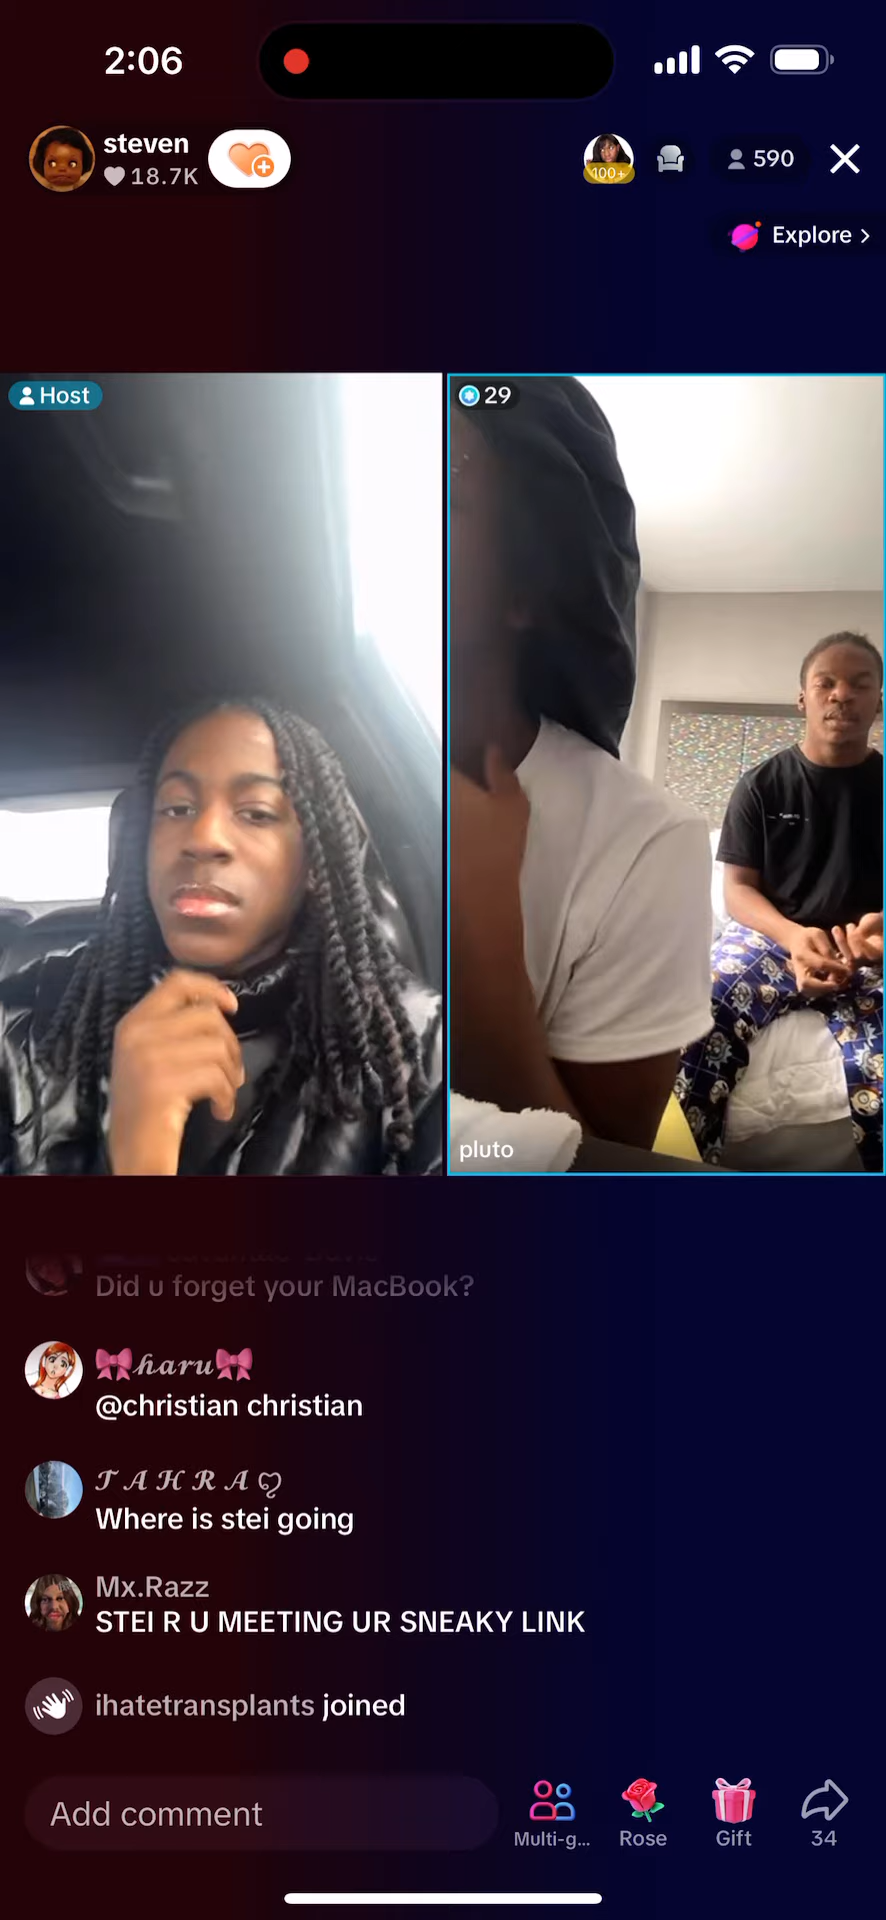 2:06
steven
18.7K
100+
590
Explore >
Host
29
pluto
Did u forget your MacBook?
🎀𝓱𝓪𝓻𝓾🎀
@christian christian
𝒯 𝒜 ℋ ℛ 𝒜 ღ
Where is stei going
Mx.Razz
STEI R U MEETING UR SNEAKY LINK
ihatetransplants joined
Add comment
Multi-g...
Rose
Gift
34